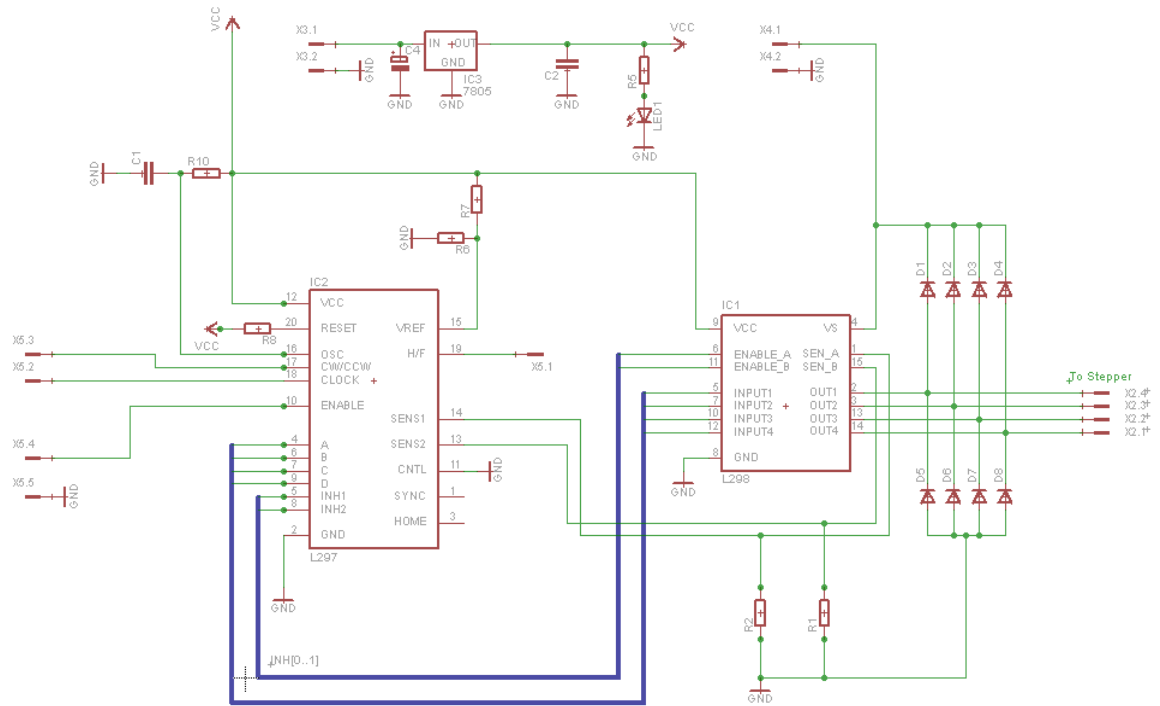 VCC
X3.1
X3.2
GND
C4
GND
IN
OUT
GND
IC3
7805
GND
C2
GND
R5
VCC
LED1
GND
X4.1
X4.2
GND
GND
C1
R10
R7
GND
R6
IC2
12 VCC
20 RESET
VCC
R8
16 OSC
17 CW/CCW
18 CLOCK
10 ENABLE
4 A
6 B
7 C
9 D
5 INH1
8 INH2
2 GND
L297
GND
VREF 15
H/F 19
X5.1
SENS1 14
SENS2 13
CNTL 11
GND
SYNC 1
HOME 3
X5.3
X5.2
X5.4
X5.5
GND
INH[0..1]
IC1
9 VCC
6 ENABLE_A
11 ENABLE_B
5 INPUT1
7 INPUT2
10 INPUT3
12 INPUT4
8 GND
L298
GND
VS 4
SEN_A 1
SEN_B 15
OUT1 2
OUT2 3
OUT3 13
OUT4 14
D1
D2
D3
D4
To Stepper
X2.4
X2.3
X2.2
X2.1
D5
D6
D7
D8
R2
R1
GND